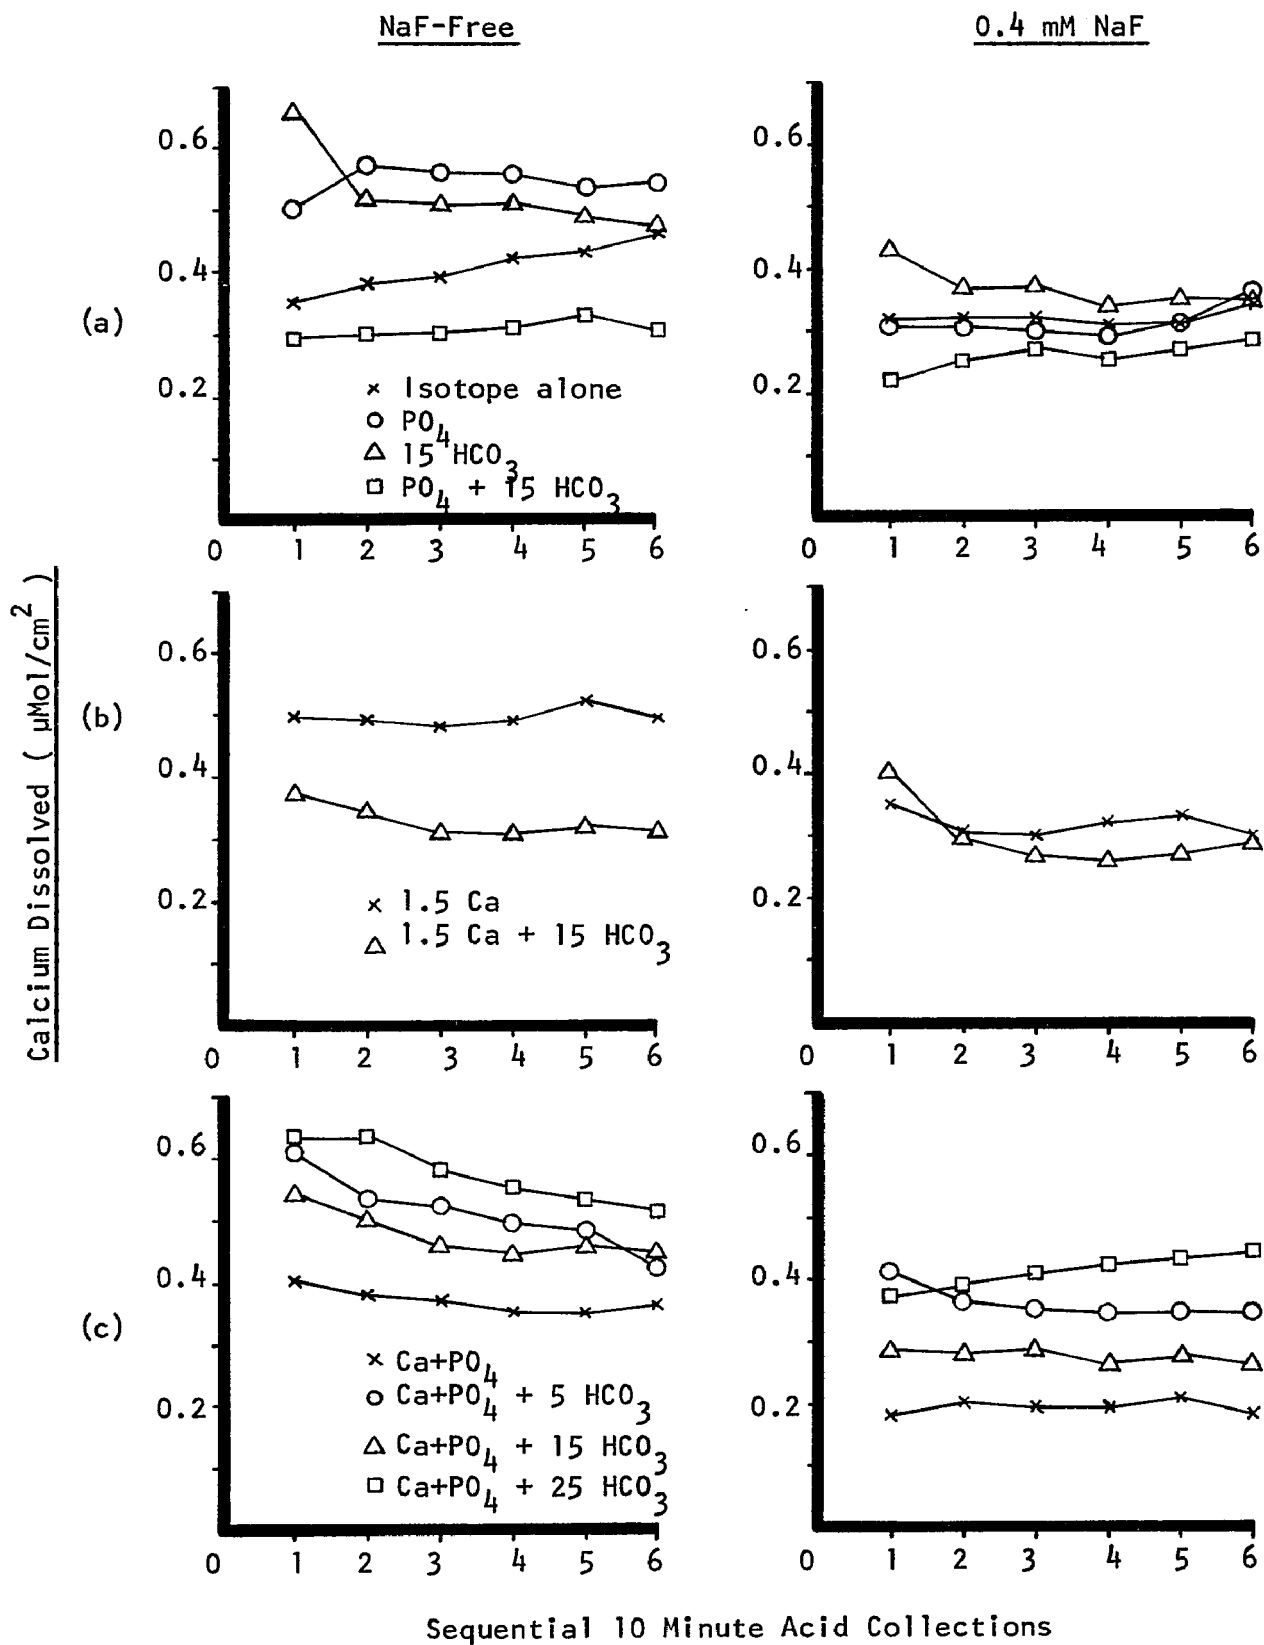 NaF-Free
0.4 mM NaF
Calcium Dissolved ( µMol/cm2 )
(a)
0.6
0.4
0.2
× Isotope alone
PO4
15 HCO3
PO4 + 15 HCO3
0 1 2 3 4 5 6
0.6
0.4
0.2
0 1 2 3 4 5 6
(b)
0.6
0.4
0.2
× 1.5 Ca
1.5 Ca + 15 HCO3
0 1 2 3 4 5 6
0.6
0.4
0.2
0 1 2 3 4 5 6
(c)
0.6
0.4
0.2
× Ca+PO4
Ca+PO4 + 5 HCO3
Ca+PO4 + 15 HCO3
Ca+PO4 + 25 HCO3
0 1 2 3 4 5 6
0.6
0.4
0.2
0 1 2 3 4 5 6
Sequential 10 Minute Acid Collections